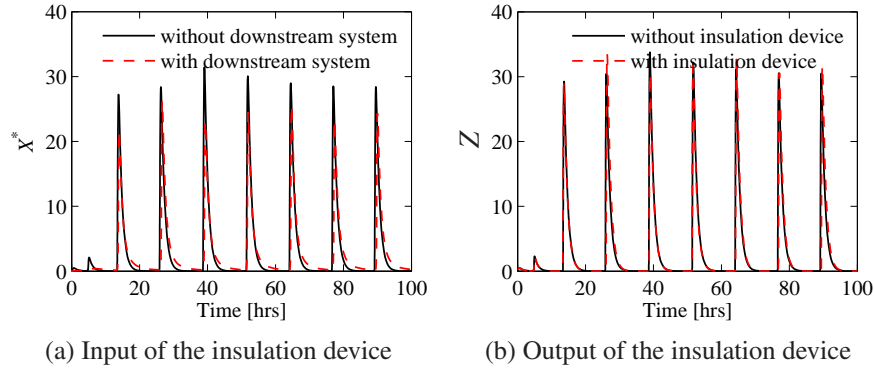 without downstream system
with downstream system
40
30
20
10
0
X*
0
20
40
60
80
100
Time [hrs]
(a) Input of the insulation device
without insulation device
with insulation device
40
30
20
10
0
Z
0
20
40
60
80
100
Time [hrs]
(b) Output of the insulation device